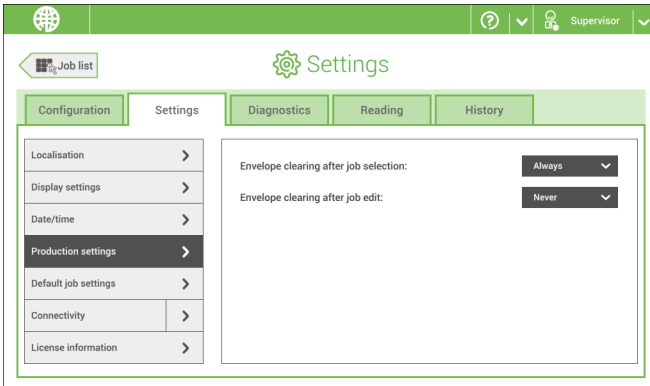 Supervisor
Job list
Settings
Configuration
Settings
Diagnostics
Reading
History
Localisation
Display settings
Date/time
Production settings
Default job settings
Connectivity
License information
Envelope clearing after job selection: Always
Envelope clearing after job edit: Never